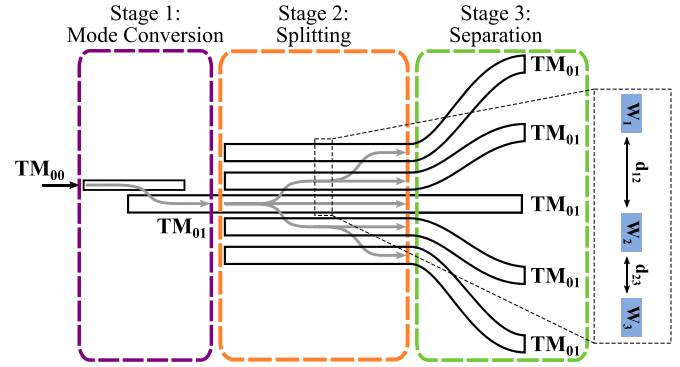 Stage 1:
Mode Conversion
Stage 2:
Splitting
Stage 3:
Separation
TM00
TM01
TM01
TM01
TM01
TM01
TM01
W1
d12
W2
d23
W3